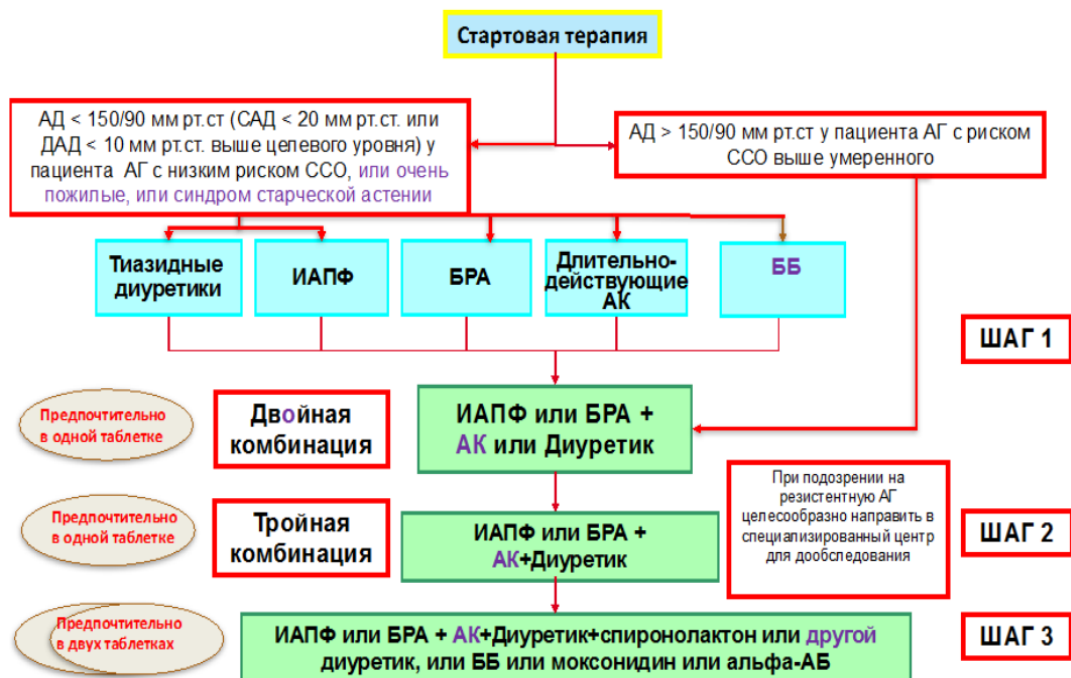 Стартовая терапия
АД < 150/90 мм рт.ст (САД < 20 мм рт.ст. или
ДАД < 10 мм рт.ст. выше целевого уровня) у
пациента АГ с низким риском ССО, или очень
пожилые, или синдром старческой астении
АД > 150/90 мм рт.ст у пациента АГ с риском
ССО выше умеренного
Тиазидные
диуретики
ИАПФ
БРА
Длительно-
действующие
АК
ББ
ШАГ 1
Предпочтительно
в одной таблетке
Двойная
комбинация
ИАПФ или БРА +
АК или Диуретик
Предпочтительно
в одной таблетке
Тройная
комбинация
ИАПФ или БРА +
АК+Диуретик
При подозрении на
резистентную АГ
целесообразно направить в
специализированный центр
для дообследования
ШАГ 2
Предпочтительно
в двух таблетках
ИАПФ или БРА + АК+Диуретик+спиронолактон или другой
диуретик, или ББ или моксонидин или альфа-АБ
ШАГ 3